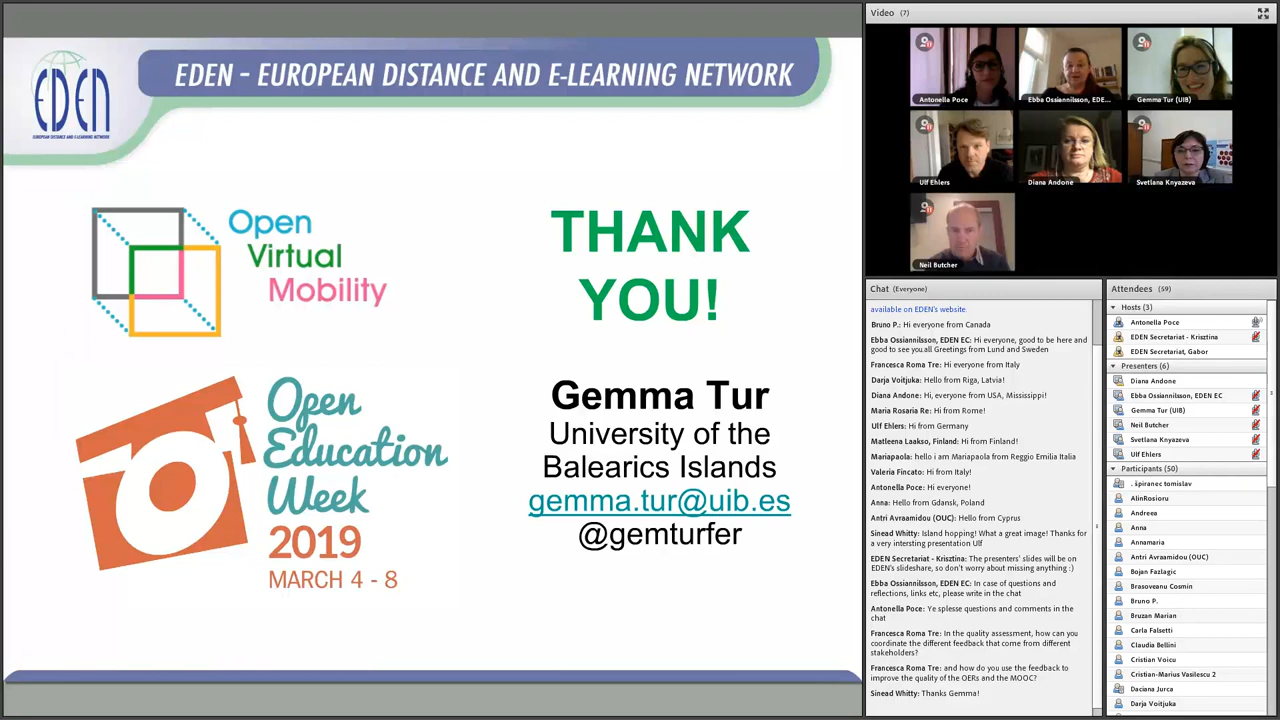 EDEN
EUROPEAN DISTANCE AND E-LEARNING NETWORK
EDEN - EUROPEAN DISTANCE AND E-LEARNING NETWORK
Open
Virtual
Mobility
THANK
YOU!
Open
Education
Week
2019
MARCH 4 - 8
Gemma Tur
University of the
Balearics Islands
gemma.tur@uib.es
@gemturfer
Video (7)
Antonella Poce
Ebba Ossiannilsson, EDE...
Gemma Tur (UIB)
Ulf Ehlers
Diana Andone
Svetlana Knyazeva
Neil Butcher
Chat (Everyone)
available on EDEN's website.
Bruno P.: Hi everyone from Canada
Ebba Ossiannilsson, EDEN EC: Hi everyone, good to be here and
good to see you.all Greetings from Lund and Sweden
Francesca Roma Tre: Hi everyone from Italy
Darja Voitjuka: Hello from Riga, Latvia!
Diana Andone: Hi, everyone from USA, Mississippi!
Maria Rosaria Re: Hi from Rome!
Ulf Ehlers: Hi from Germany
Matleena Laakso, Finland: Hi from Finland!
Mariapaola: hello i am Mariapaola from Reggio Emilia Italia
Valeria Fincato: Hi from Italy!
Antonella Poce: Hi everyone!
Anna: Hello from Gdansk, Poland
Antri Avraamidou (OUC): Hello from Cyprus
Sinead Whitty: Island hopping! What a great image! Thanks for
a very intersting presentation Ulf
EDEN Secretariat - Krisztina: The presenters' slides will be on
EDEN's slideshare, so don't worry about missing anything :)
Ebba Ossiannilsson, EDEN EC: In case of questions and
reflections, links etc, please write in the chat
Antonella Poce: Ye splesse questions and comments in the
chat
Francesca Roma Tre: In the quality assessment, how can you
coordinate the different feedback that come from different
stakeholders?
Francesca Roma Tre: and how do you use the feedback to
improve the quality of the OERs and the MOOC?
Sinead Whitty: Thanks Gemma!
Attendees (59)
Hosts (3)
Antonella Poce
EDEN Secretariat - Krisztina
EDEN Secretariat, Gabor
Presenters (6)
Diana Andone
Ebba Ossiannilsson, EDEN EC
Gemma Tur (UIB)
Neil Butcher
Svetlana Knyazeva
Ulf Ehlers
Participants (50)
. špiranec tomislav
AlinRosioru
Andreea
Anna
Annamaria
Antri Avraamidou (OUC)
Bojan Fazlagic
Brasoveanu Cosmin
Bruno P.
Bruzan Marian
Carla Falsetti
Claudia Bellini
Cristian Voicu
Cristian-Marius Vasilescu 2
Daciana Jurca
Darja Voitjuka